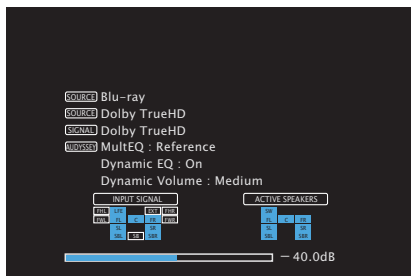 SOURCE Blu-ray
SOURCE Dolby TrueHD
SIGNAL Dolby TrueHD
AUDYSSEY MultEQ : Reference
Dynamic EQ : On
Dynamic Volume : Medium
INPUT SIGNAL ACTIVE SPEAKERS
FHL LFE EXT FHR SW
FWL FL C FR FWR FL C FR
SL SR SL SR
SBL SB SBR SBL SBR
-40.0dB